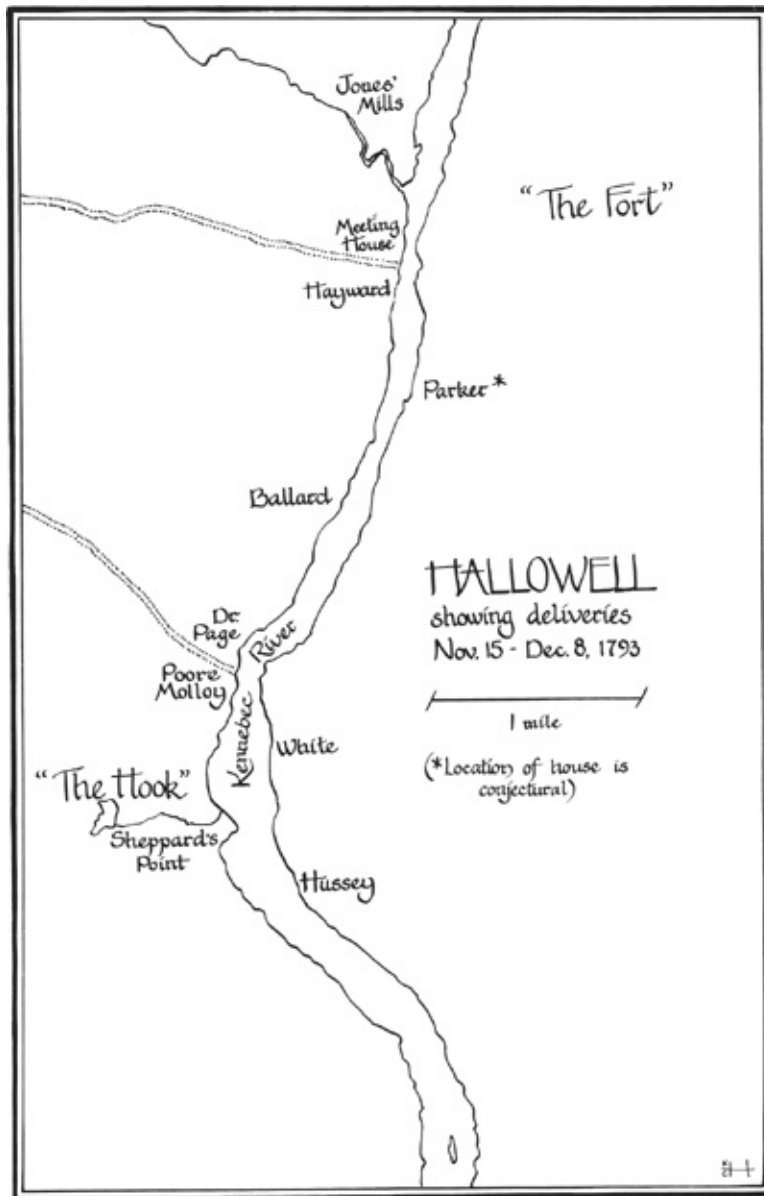 Jones'
Mills
"The Fort"
Meeting
House
Hayward
Parker*
Ballard
HALLOWELL
showing deliveries
Nov. 15 - Dec. 8, 1793
1 mile
(*Location of house is
conjectural)
Dr.
Page
River
Poore
Molloy
Kennebec
White
"The Hook"
Sheppard's
Point
Hussey